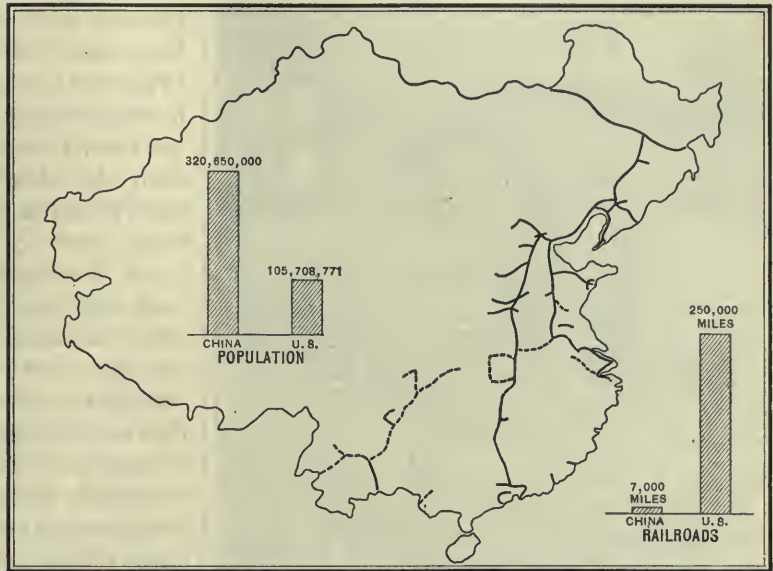 320,650,000
105,708,771
CHINA U.S.
POPULATION
250,000
MILES
7,000
MILES
CHINA U.S.
RAILROADS